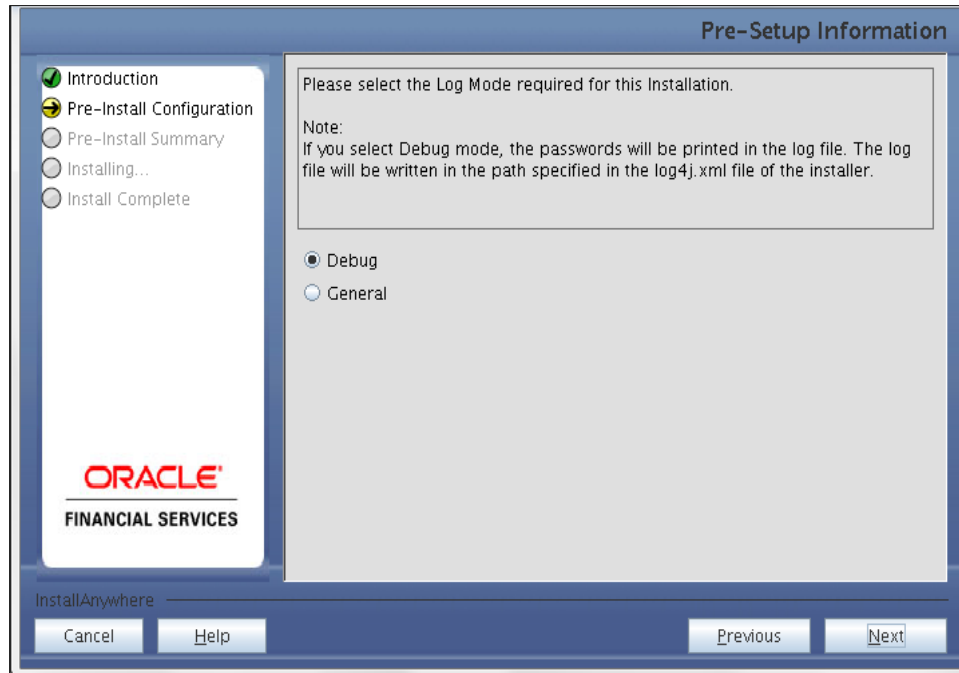 Pre-Setup Information
Introduction
Pre-Install Configuration
Pre-Install Summary
Installing...
Install Complete
Please select the Log Mode required for this Installation.
Note:
If you select Debug mode, the passwords will be printed in the log file. The log
file will be written in the path specified in the log4j.xml file of the installer.
Debug
General
ORACLE
FINANCIAL SERVICES
InstallAnywhere
Cancel
Help
Previous
Next